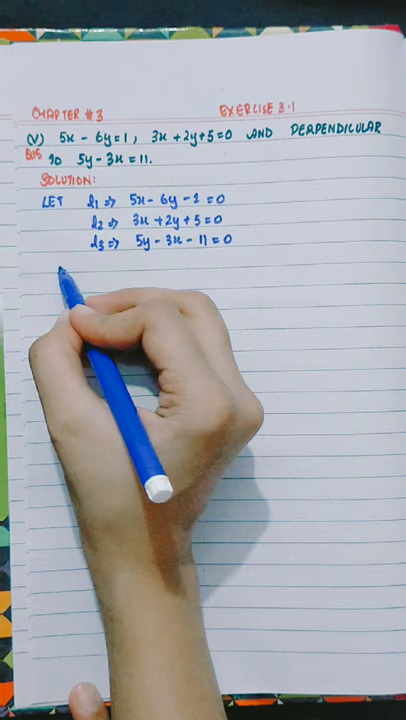 CHAPTER #3 EXERCISE 3.1
(V) 5x - 6y=1, 3x+2y+5=0 AND PERPENDICULAR
Q15 TO 5y-3x=11.
SOLUTION:
LET l1 => 5x-6y-1=0
l2 => 3x+2y+5=0
l3 => 5y-3x-11=0